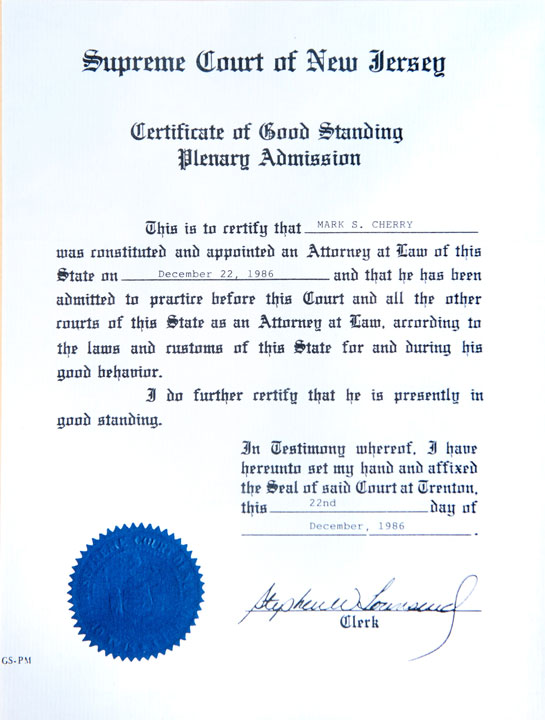 Supreme Court of New Jersey
Certificate of Good Standing
Plenary Admission
This is to certify that MARK S. CHERRY
was constituted and appointed an Attorney at Law of this
State on December 22, 1986 and that he has been
admitted to practice before this Court and all the other
courts of this State as an Attorney at Law, according to
the laws and customs of this State for and during his
good behavior.
I do further certify that he is presently in
good standing.
In Testimony whereof, I have
hereunto set my hand and affixed
the Seal of said Court at Trenton,
this 22nd day of
December, 1986.
Stephen W. Townsend
Clerk
GS-PM